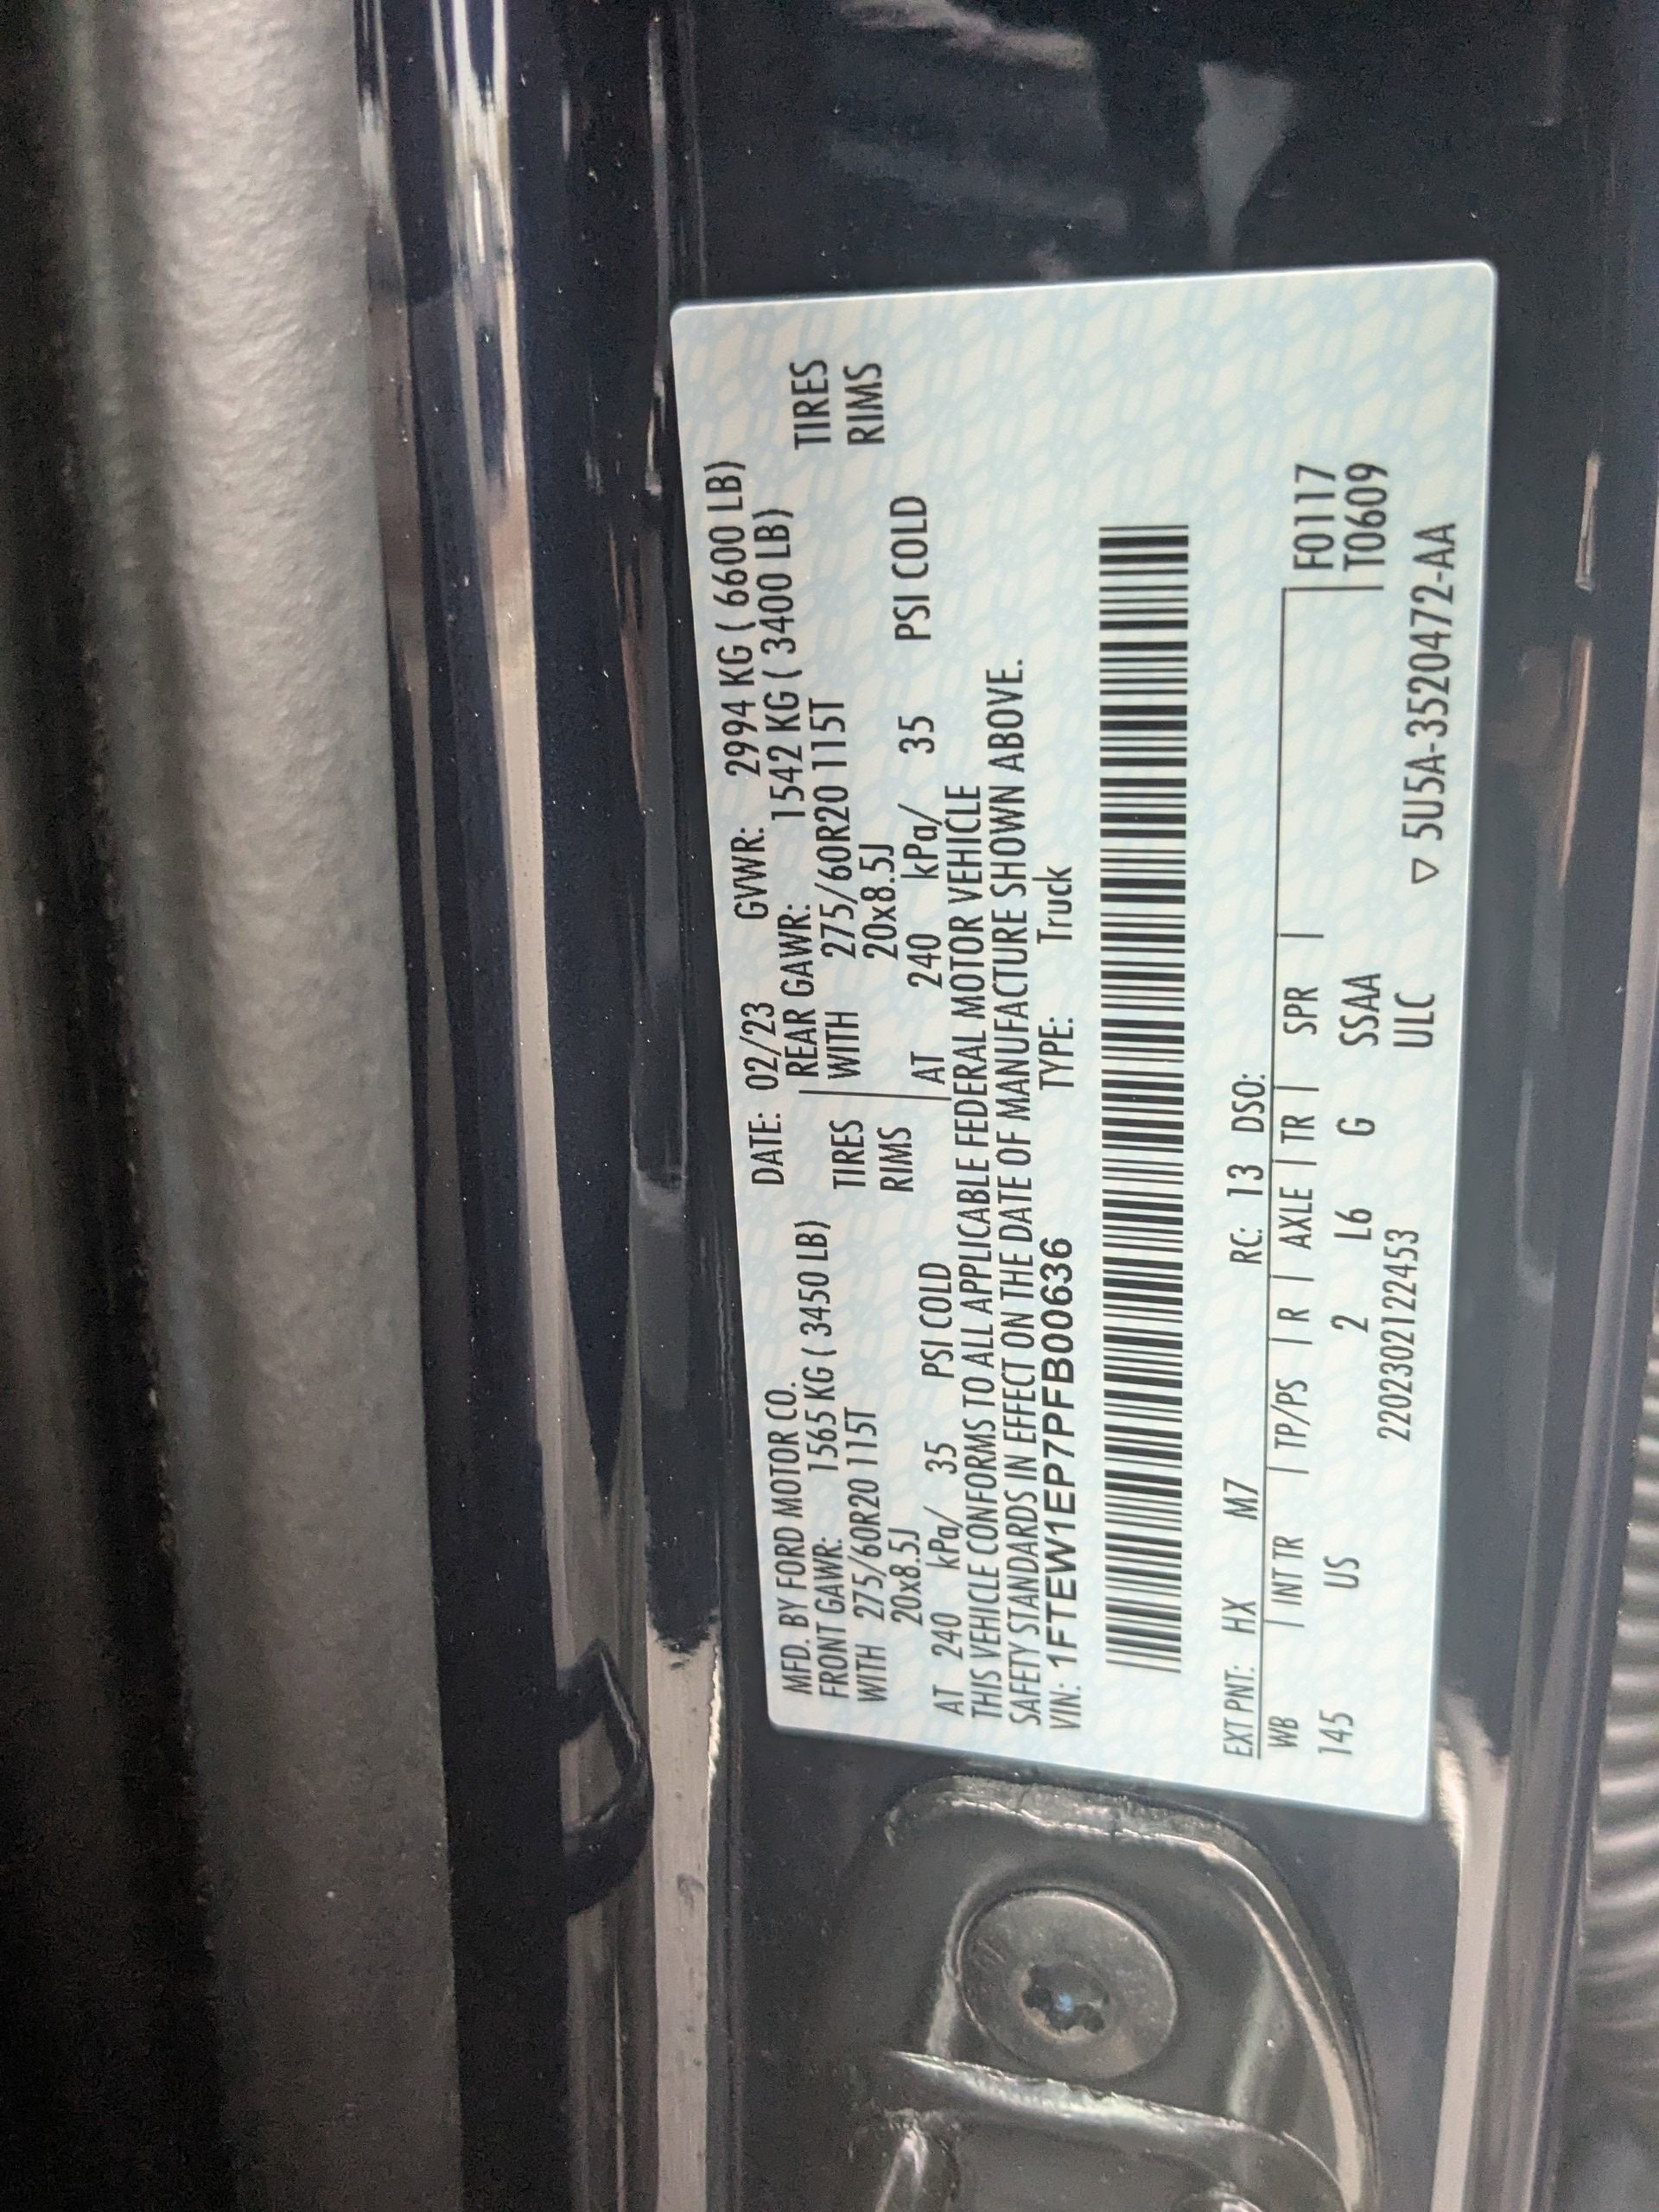 MFD. BY FORD MOTOR CO. DATE: 02/23 GVWR: 2994 KG ( 6600 LB)
FRONT GAWR: 1565 KG ( 3450 LB) REAR GAWR: 1542 KG ( 3400 LB)
WITH 275/60R20 115T TIRES WITH 275/60R20 115T TIRES
20x8.5J RIMS 20x8.5J RIMS
AT 240 kPa/ 35 PSI COLD AT 240 kPa/ 35 PSI COLD
THIS VEHICLE CONFORMS TO ALL APPLICABLE FEDERAL MOTOR VEHICLE
SAFETY STANDARDS IN EFFECT ON THE DATE OF MANUFACTURE SHOWN ABOVE.
VIN: 1FTEW1EP7PFB00636 TYPE: Truck
EXT PNT: HX M7 RC: 13 DSO:
WB | INT TR | TP/PS | R | AXLE | TR | SPR | F0117
145 US 2 L6 G SSAA T0609
2202302122453 ULC ▽ 5U5A-3520472-AA